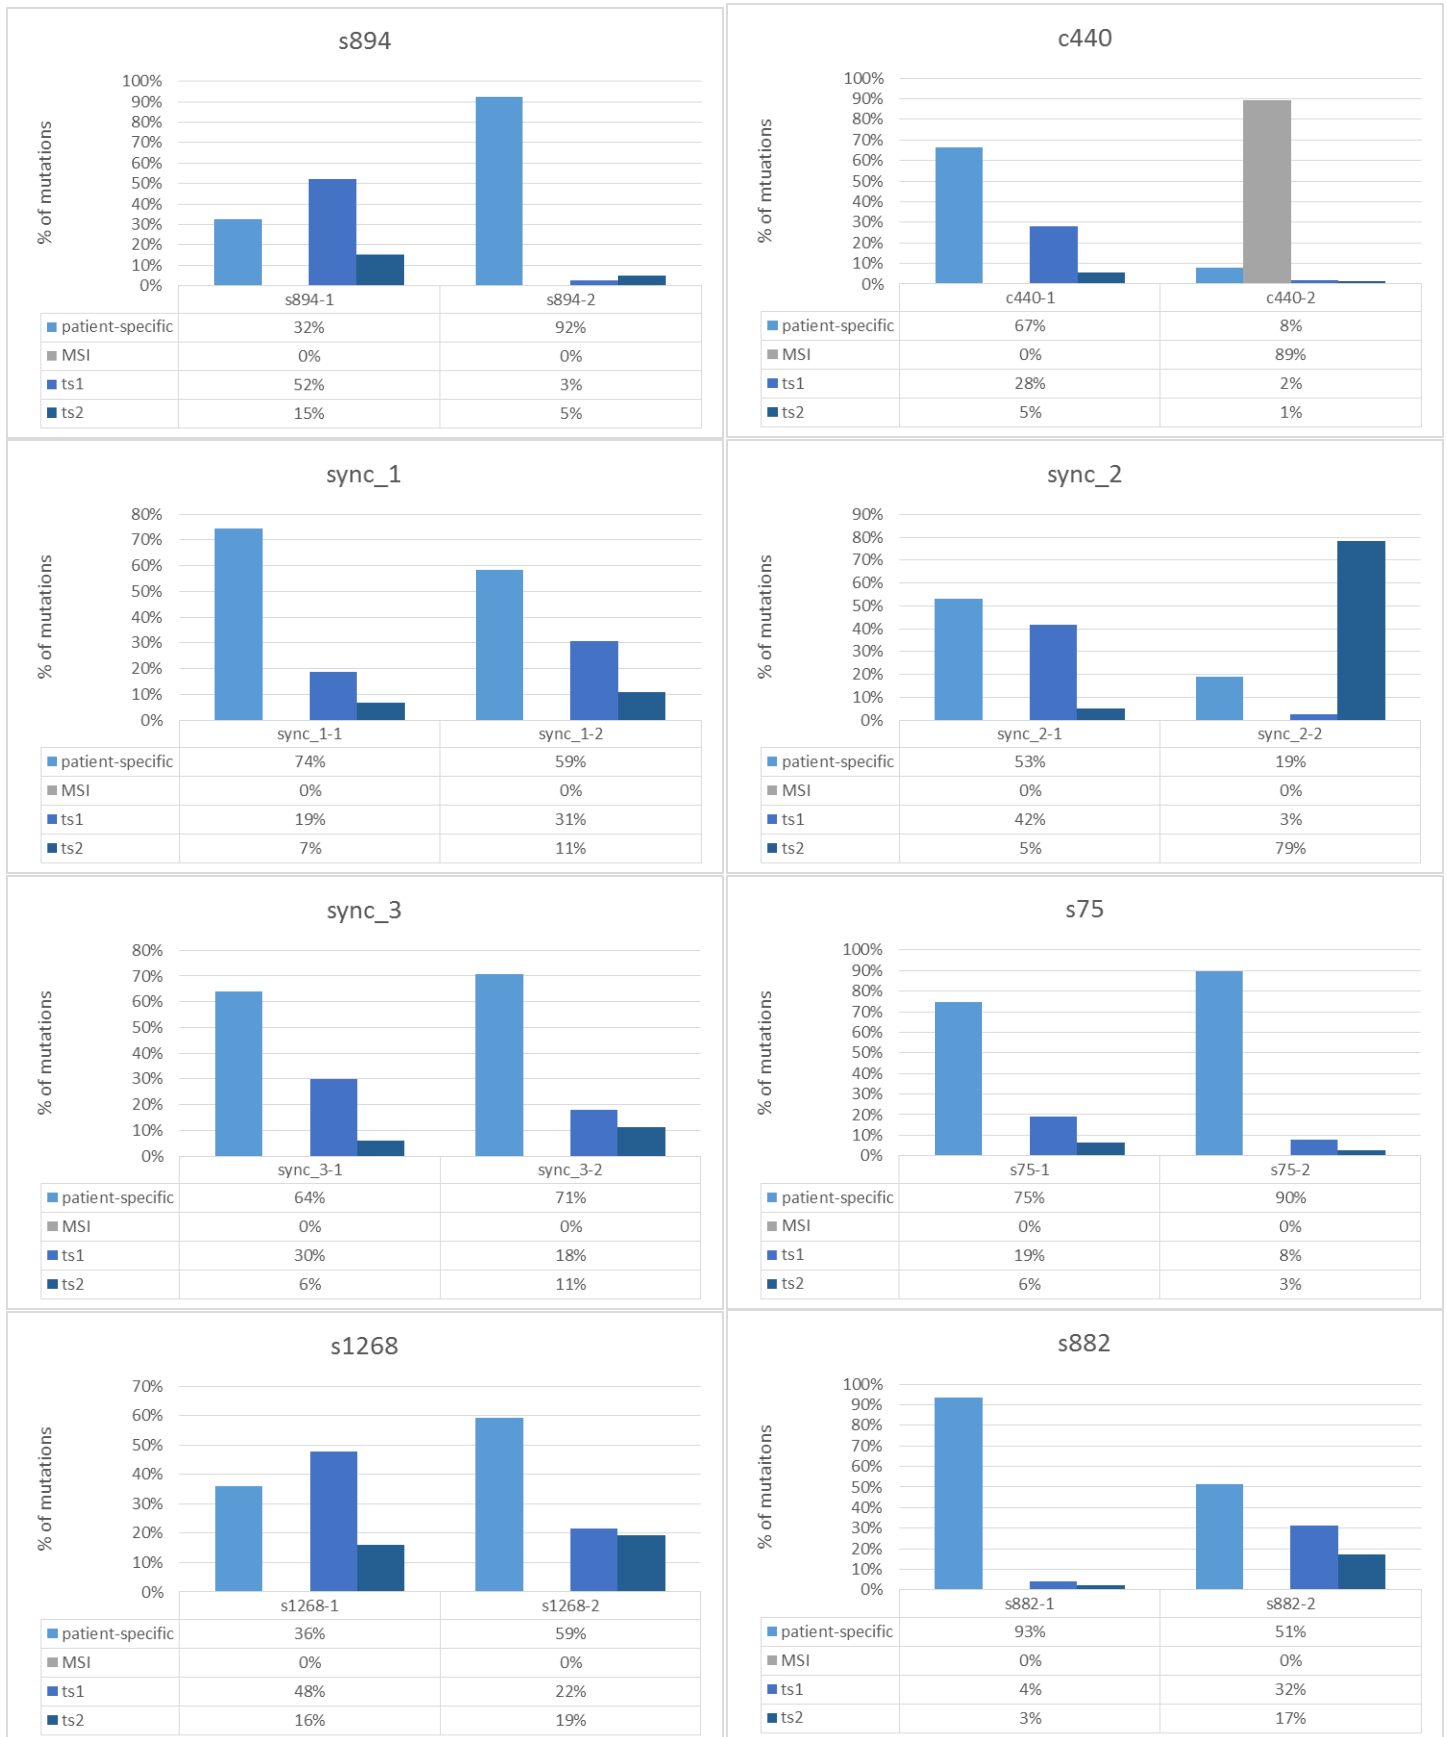 s894
% of mutations
100%
90%
80%
70%
60%
50%
40%
30%
20%
10%
0%
s894-1 s894-2
patient-specific 32% 92%
MSI 0% 0%
ts1 52% 3%
ts2 15% 5%
c440
% of mtuations
100%
90%
80%
70%
60%
50%
40%
30%
20%
10%
0%
c440-1 c440-2
patient-specific 67% 8%
MSI 0% 89%
ts1 28% 2%
ts2 5% 1%
sync_1
% of mutations
80%
70%
60%
50%
40%
30%
20%
10%
0%
sync_1-1 sync_1-2
patient-specific 74% 59%
MSI 0% 0%
ts1 19% 31%
ts2 7% 11%
sync_2
% of mutations
90%
80%
70%
60%
50%
40%
30%
20%
10%
0%
sync_2-1 sync_2-2
patient-specific 53% 19%
MSI 0% 0%
ts1 42% 3%
ts2 5% 79%
sync_3
% of mutations
80%
70%
60%
50%
40%
30%
20%
10%
0%
sync_3-1 sync_3-2
patient-specific 64% 71%
MSI 0% 0%
ts1 30% 18%
ts2 6% 11%
s75
% of mutations
100%
90%
80%
70%
60%
50%
40%
30%
20%
10%
0%
s75-1 s75-2
patient-specific 75% 90%
MSI 0% 0%
ts1 19% 8%
ts2 6% 3%
s1268
% of mutations
70%
60%
50%
40%
30%
20%
10%
0%
s1268-1 s1268-2
patient-specific 36% 59%
MSI 0% 0%
ts1 48% 22%
ts2 16% 19%
s882
% of mutaitons
100%
90%
80%
70%
60%
50%
40%
30%
20%
10%
0%
s882-1 s882-2
patient-specific 93% 51%
MSI 0% 0%
ts1 4% 32%
ts2 3% 17%